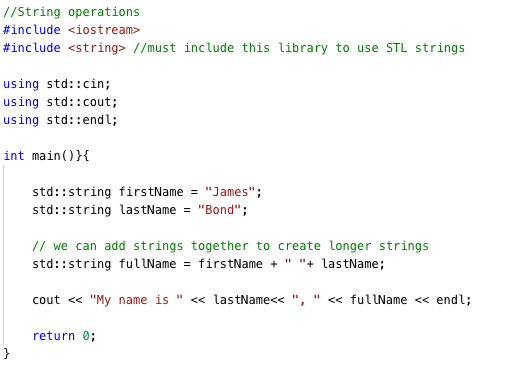 //String operations
#include <iostream>
#include <string> //must include this library to use STL strings
using std::cin;
using std::cout;
using std::endl;
int main()}{
std::string firstName = "James";
std::string lastName = "Bond";
// we can add strings together to create longer strings
std::string fullName = firstName + " "+ lastName;
cout << "My name is " << lastName<< ", " << fullName << endl;
return 0;
}